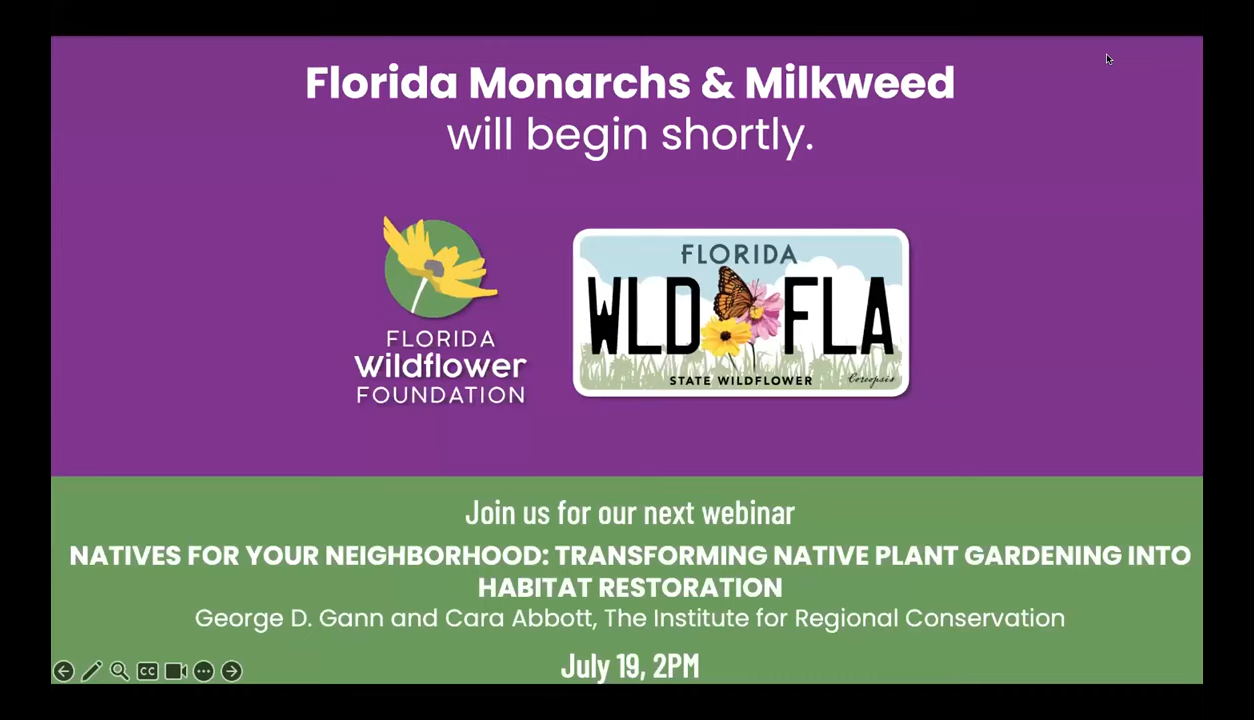 Florida Monarchs & Milkweed
will begin shortly.
FLORIDA
Wildflower
FOUNDATION
FLORIDA
WLD FLA
STATE WILDFLOWER Coreopsis
Join us for our next webinar
NATIVES FOR YOUR NEIGHBORHOOD: TRANSFORMING NATIVE PLANT GARDENING INTO
HABITAT RESTORATION
George D. Gann and Cara Abbott, The Institute for Regional Conservation
July 19, 2PM
CC